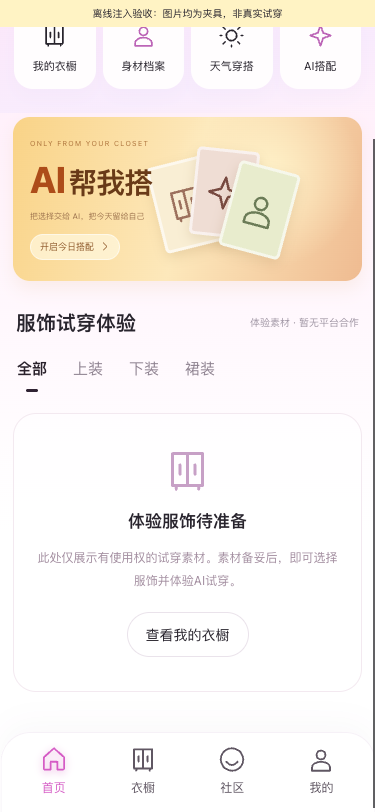 离线注入验收：图片均为夹具，非真实试穿
我的衣橱
身材档案
天气穿搭
AI搭配
ONLY FROM YOUR CLOSET
AI 帮我搭
把选择交给 AI，把今天留给自己
开启今日搭配
服饰试穿体验
体验素材 · 暂无平台合作
全部
上装
下装
裙装
体验服饰待准备
此处仅展示有使用权的试穿素材。素材备妥后，即可选择
服饰并体验AI试穿。
查看我的衣橱
首页
衣橱
社区
我的